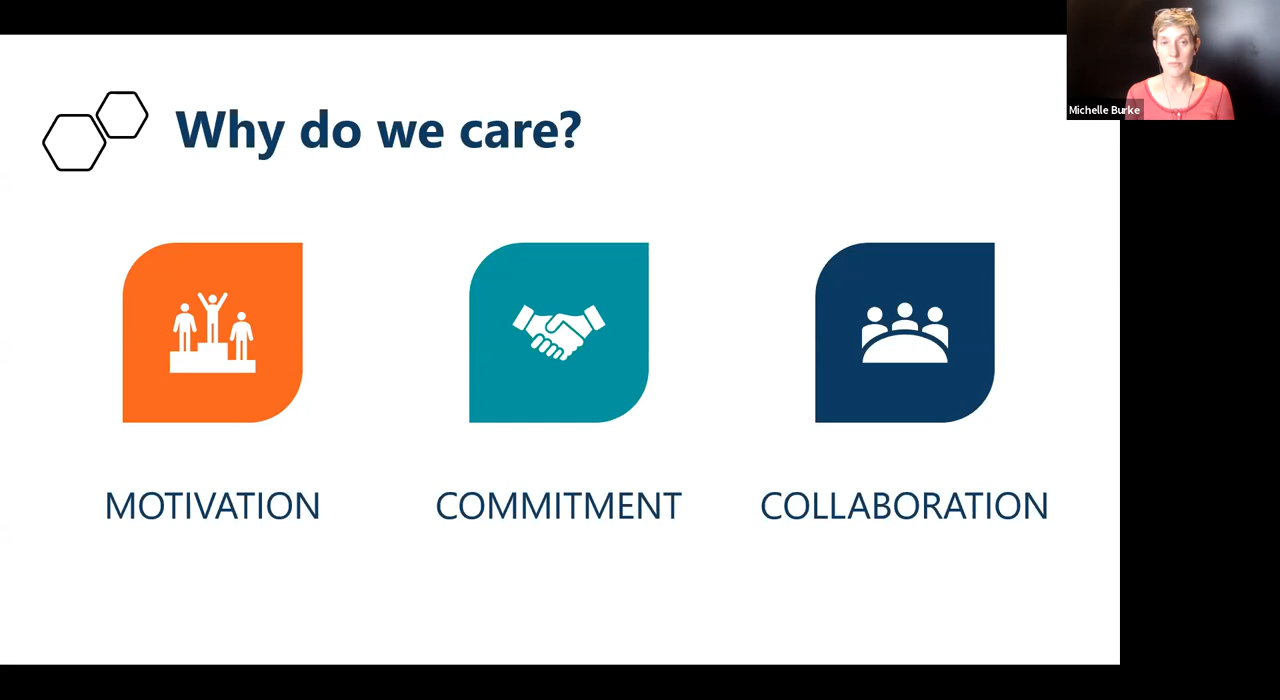 Michelle Burke
Why do we care?
MOTIVATION
COMMITMENT
COLLABORATION